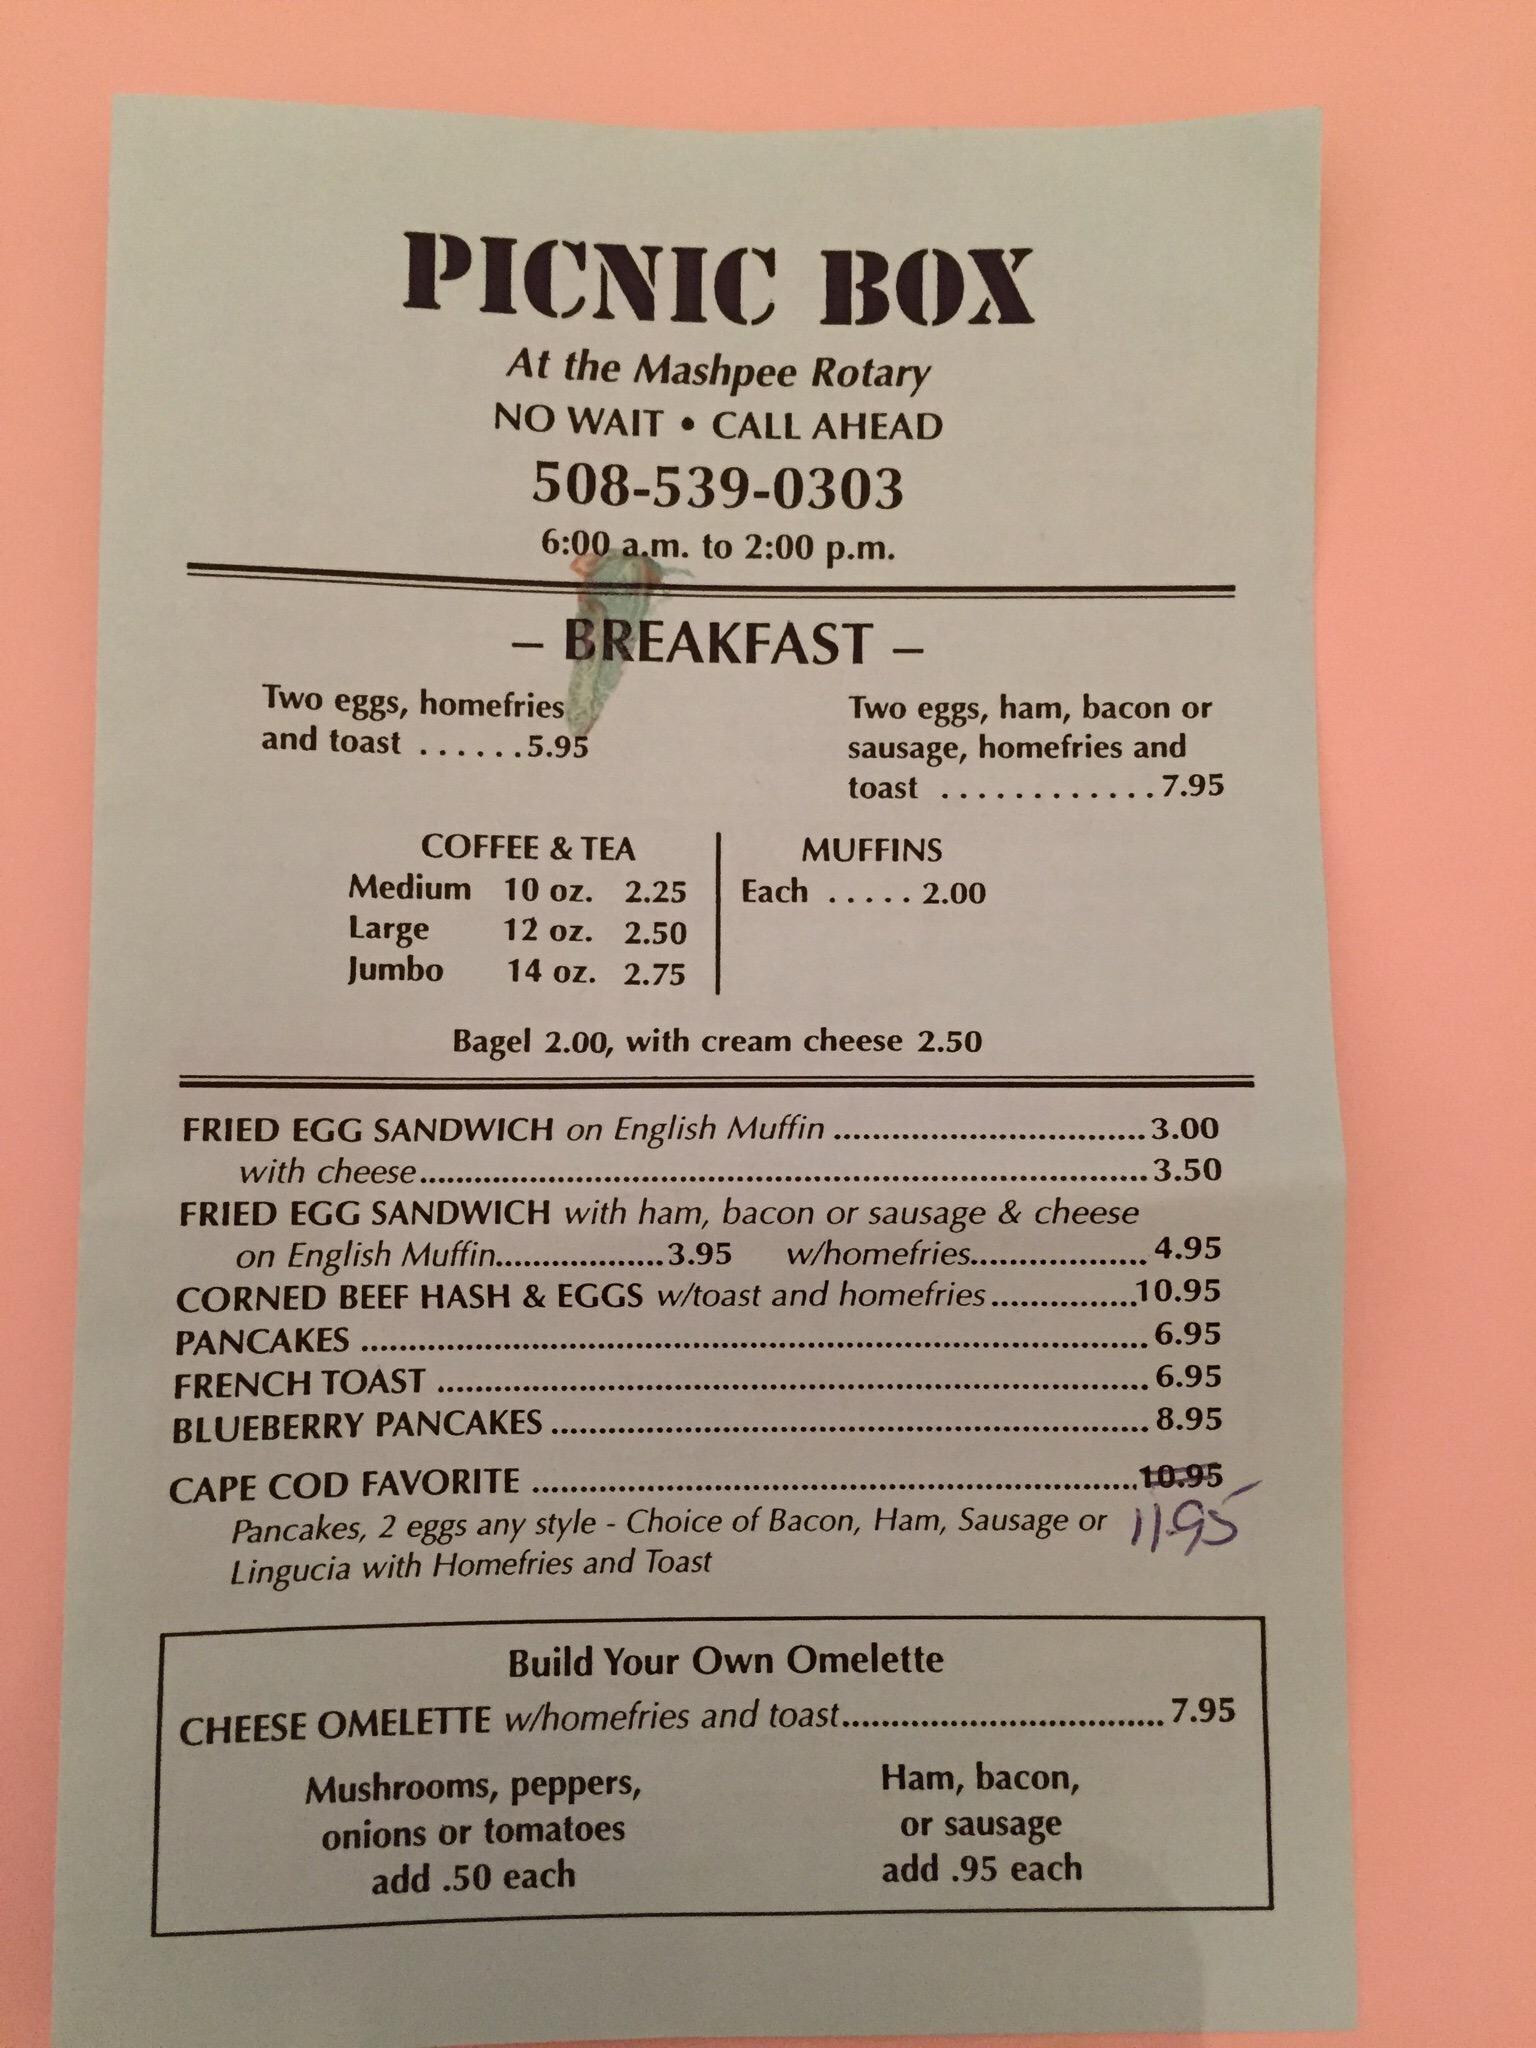 PICNIC BOX
At the Mashpee Rotary
NO WAIT • CALL AHEAD
508-539-0303
6:00 a.m. to 2:00 p.m.
– BREAKFAST –
Two eggs, homefries
and toast ......5.95
Two eggs, ham, bacon or
sausage, homefries and
toast ............7.95
COFFEE & TEA
Medium 10 oz. 2.25
Large 12 oz. 2.50
Jumbo 14 oz. 2.75
MUFFINS
Each .....2.00
Bagel 2.00, with cream cheese 2.50
FRIED EGG SANDWICH on English Muffin ..................................3.00
with cheese..................................................................................3.50
FRIED EGG SANDWICH with ham, bacon or sausage & cheese
on English Muffin...................3.95 w/homefries...................4.95
CORNED BEEF HASH & EGGS w/toast and homefries................10.95
PANCAKES ........................................................................................6.95
FRENCH TOAST ................................................................................6.95
BLUEBERRY PANCAKES ...................................................................8.95
CAPE COD FAVORITE ....................................................................10.95
11.95
Pancakes, 2 eggs any style - Choice of Bacon, Ham, Sausage or
Lingucia with Homefries and Toast
Build Your Own Omelette
CHEESE OMELETTE w/homefries and toast....................................7.95
Mushrooms, peppers,
onions or tomatoes
add .50 each
Ham, bacon,
or sausage
add .95 each